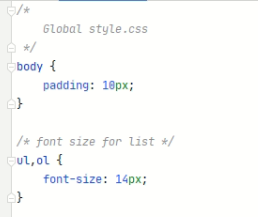 /*
    Global style.css
 */
body {
    padding: 10px;
}

/* font size for list */
ul,ol {
    font-size: 14px;
}